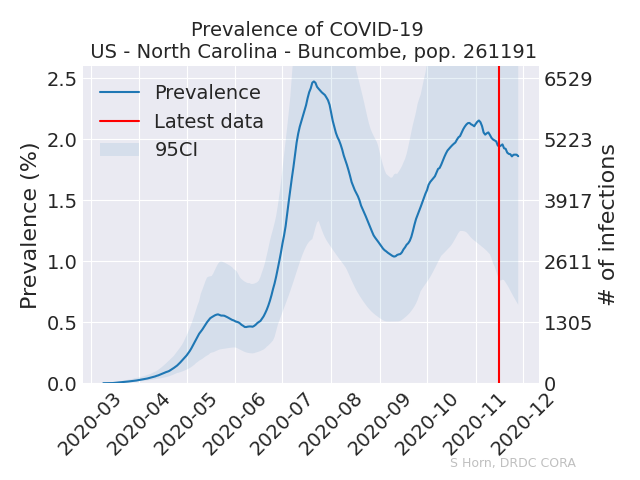 Prevalence of COVID-19
US - North Carolina - Buncombe, pop. 261191
Prevalence
Latest data
95CI
Prevalence (%)
2.5
2.0
1.5
1.0
0.5
0.0
6529
5223
3917
2611
1305
0
# of infections
2020-03
2020-04
2020-05
2020-06
2020-07
2020-08
2020-09
2020-10
2020-11
2020-12
S Horn, DRDC CORA